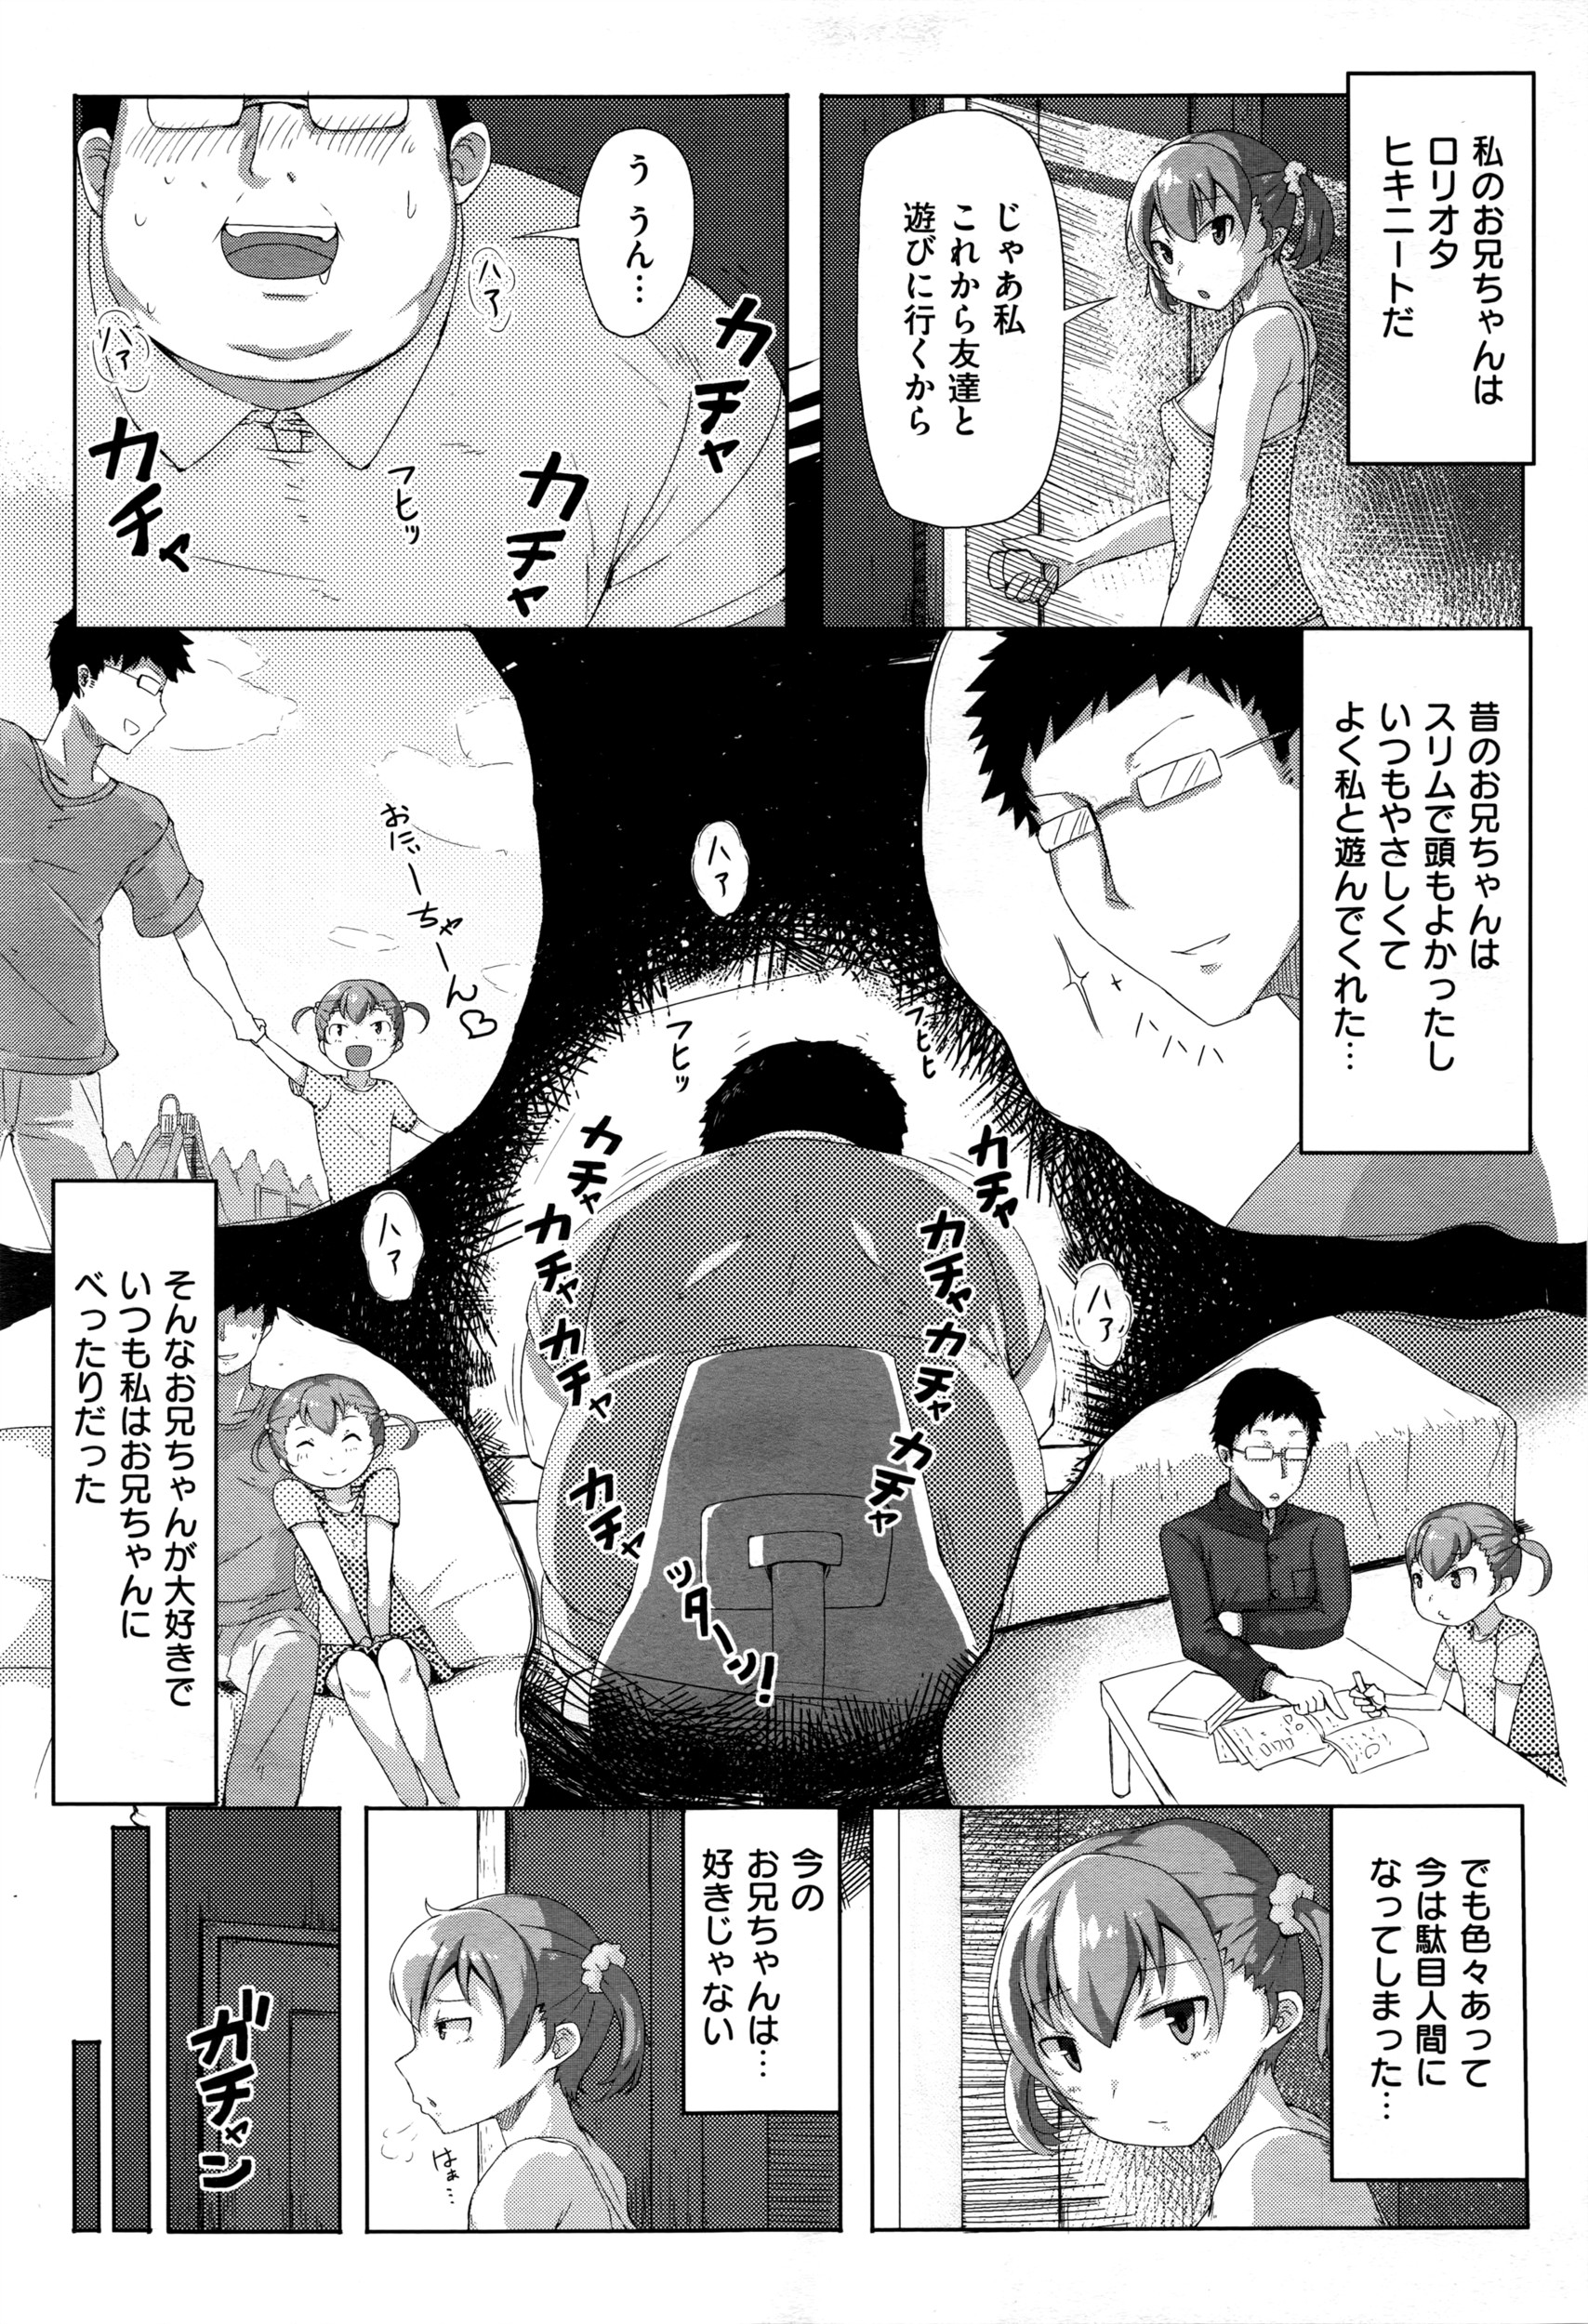 私のお兄ちゃんは
ロリオタ
ヒキニートだ
じゃあ私
これから友達と
遊びに行くから
う うん…
ハァ
ハァ
カチャ
カチャ
カチャ
フヒッ
昔のお兄ちゃんは
スリムで頭もよかったし
いつもやさしくて
よく私と遊んでくれた…
ハハハ
おにぃーちゃーん♡
ハァ
フヒヒ
フヒッ
カチャ
カチャ
カチャ
カチャ
カチャ
カチャ
カチャ
カチャ
ハァ
ハァ
ッターン!
そんなお兄ちゃんが大好きで
いつも私はお兄ちゃんに
べったりだった
でも色々あって
今は駄目人間に
なってしまった…
今の
お兄ちゃんは…
好きじゃない
はぁ…
ガチャン